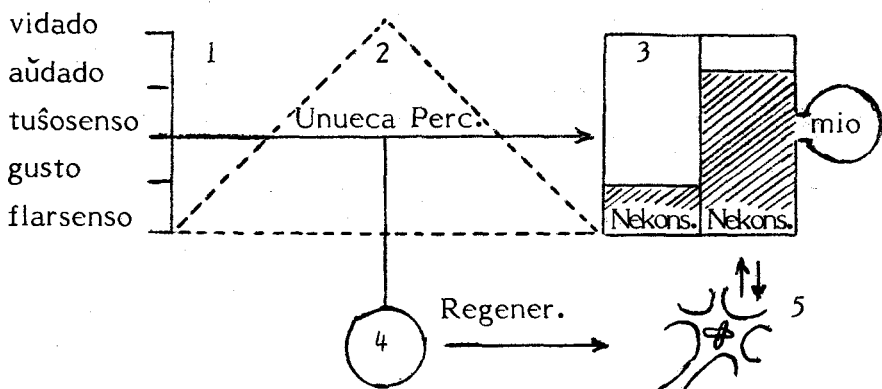 vidado
aŭdado
tuŝosenso
gusto
flarsenso
1
2
Unueca Perc.
3
mio
Nekons. Nekons.
4
Regener.
5